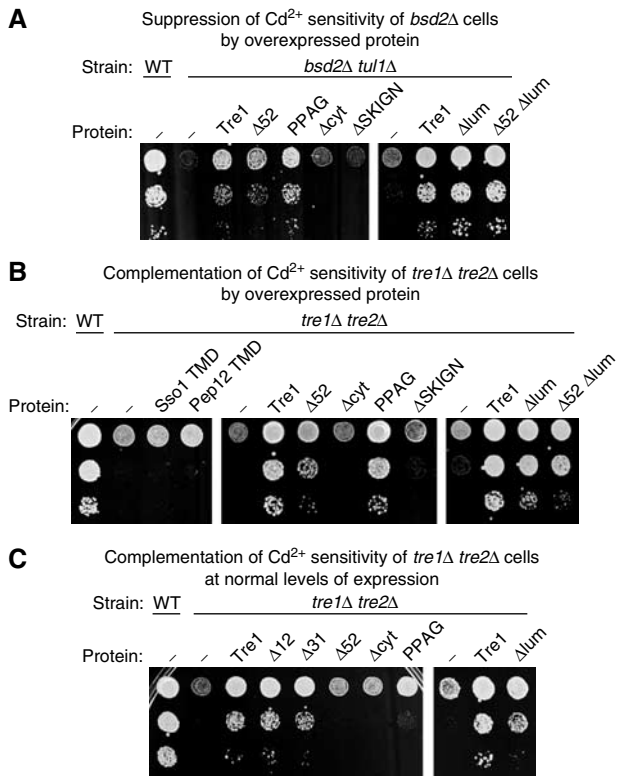 A
Suppression of Cd2+ sensitivity of bsd2Δ cells
by overexpressed protein
Strain: WT bsd2Δ tul1Δ
Protein: – – Tre1 Δ52 PPAG Δcyt ΔSKIGN – Tre1 Δlum Δ52 Δlum
B
Complementation of Cd2+ sensitivity of tre1Δ tre2Δ cells
by overexpressed protein
Strain: WT tre1Δ tre2Δ
Protein: – – Sso1 TMD Pep12 TMD – Tre1 Δ52 Δcyt PPAG ΔSKIGN – Tre1 Δlum Δ52 Δlum
C
Complementation of Cd2+ sensitivity of tre1Δ tre2Δ cells
at normal levels of expression
Strain: WT tre1Δ tre2Δ
Protein: – – Tre1 Δ12 Δ31 Δ52 Δcyt PPAG – Tre1 Δlum